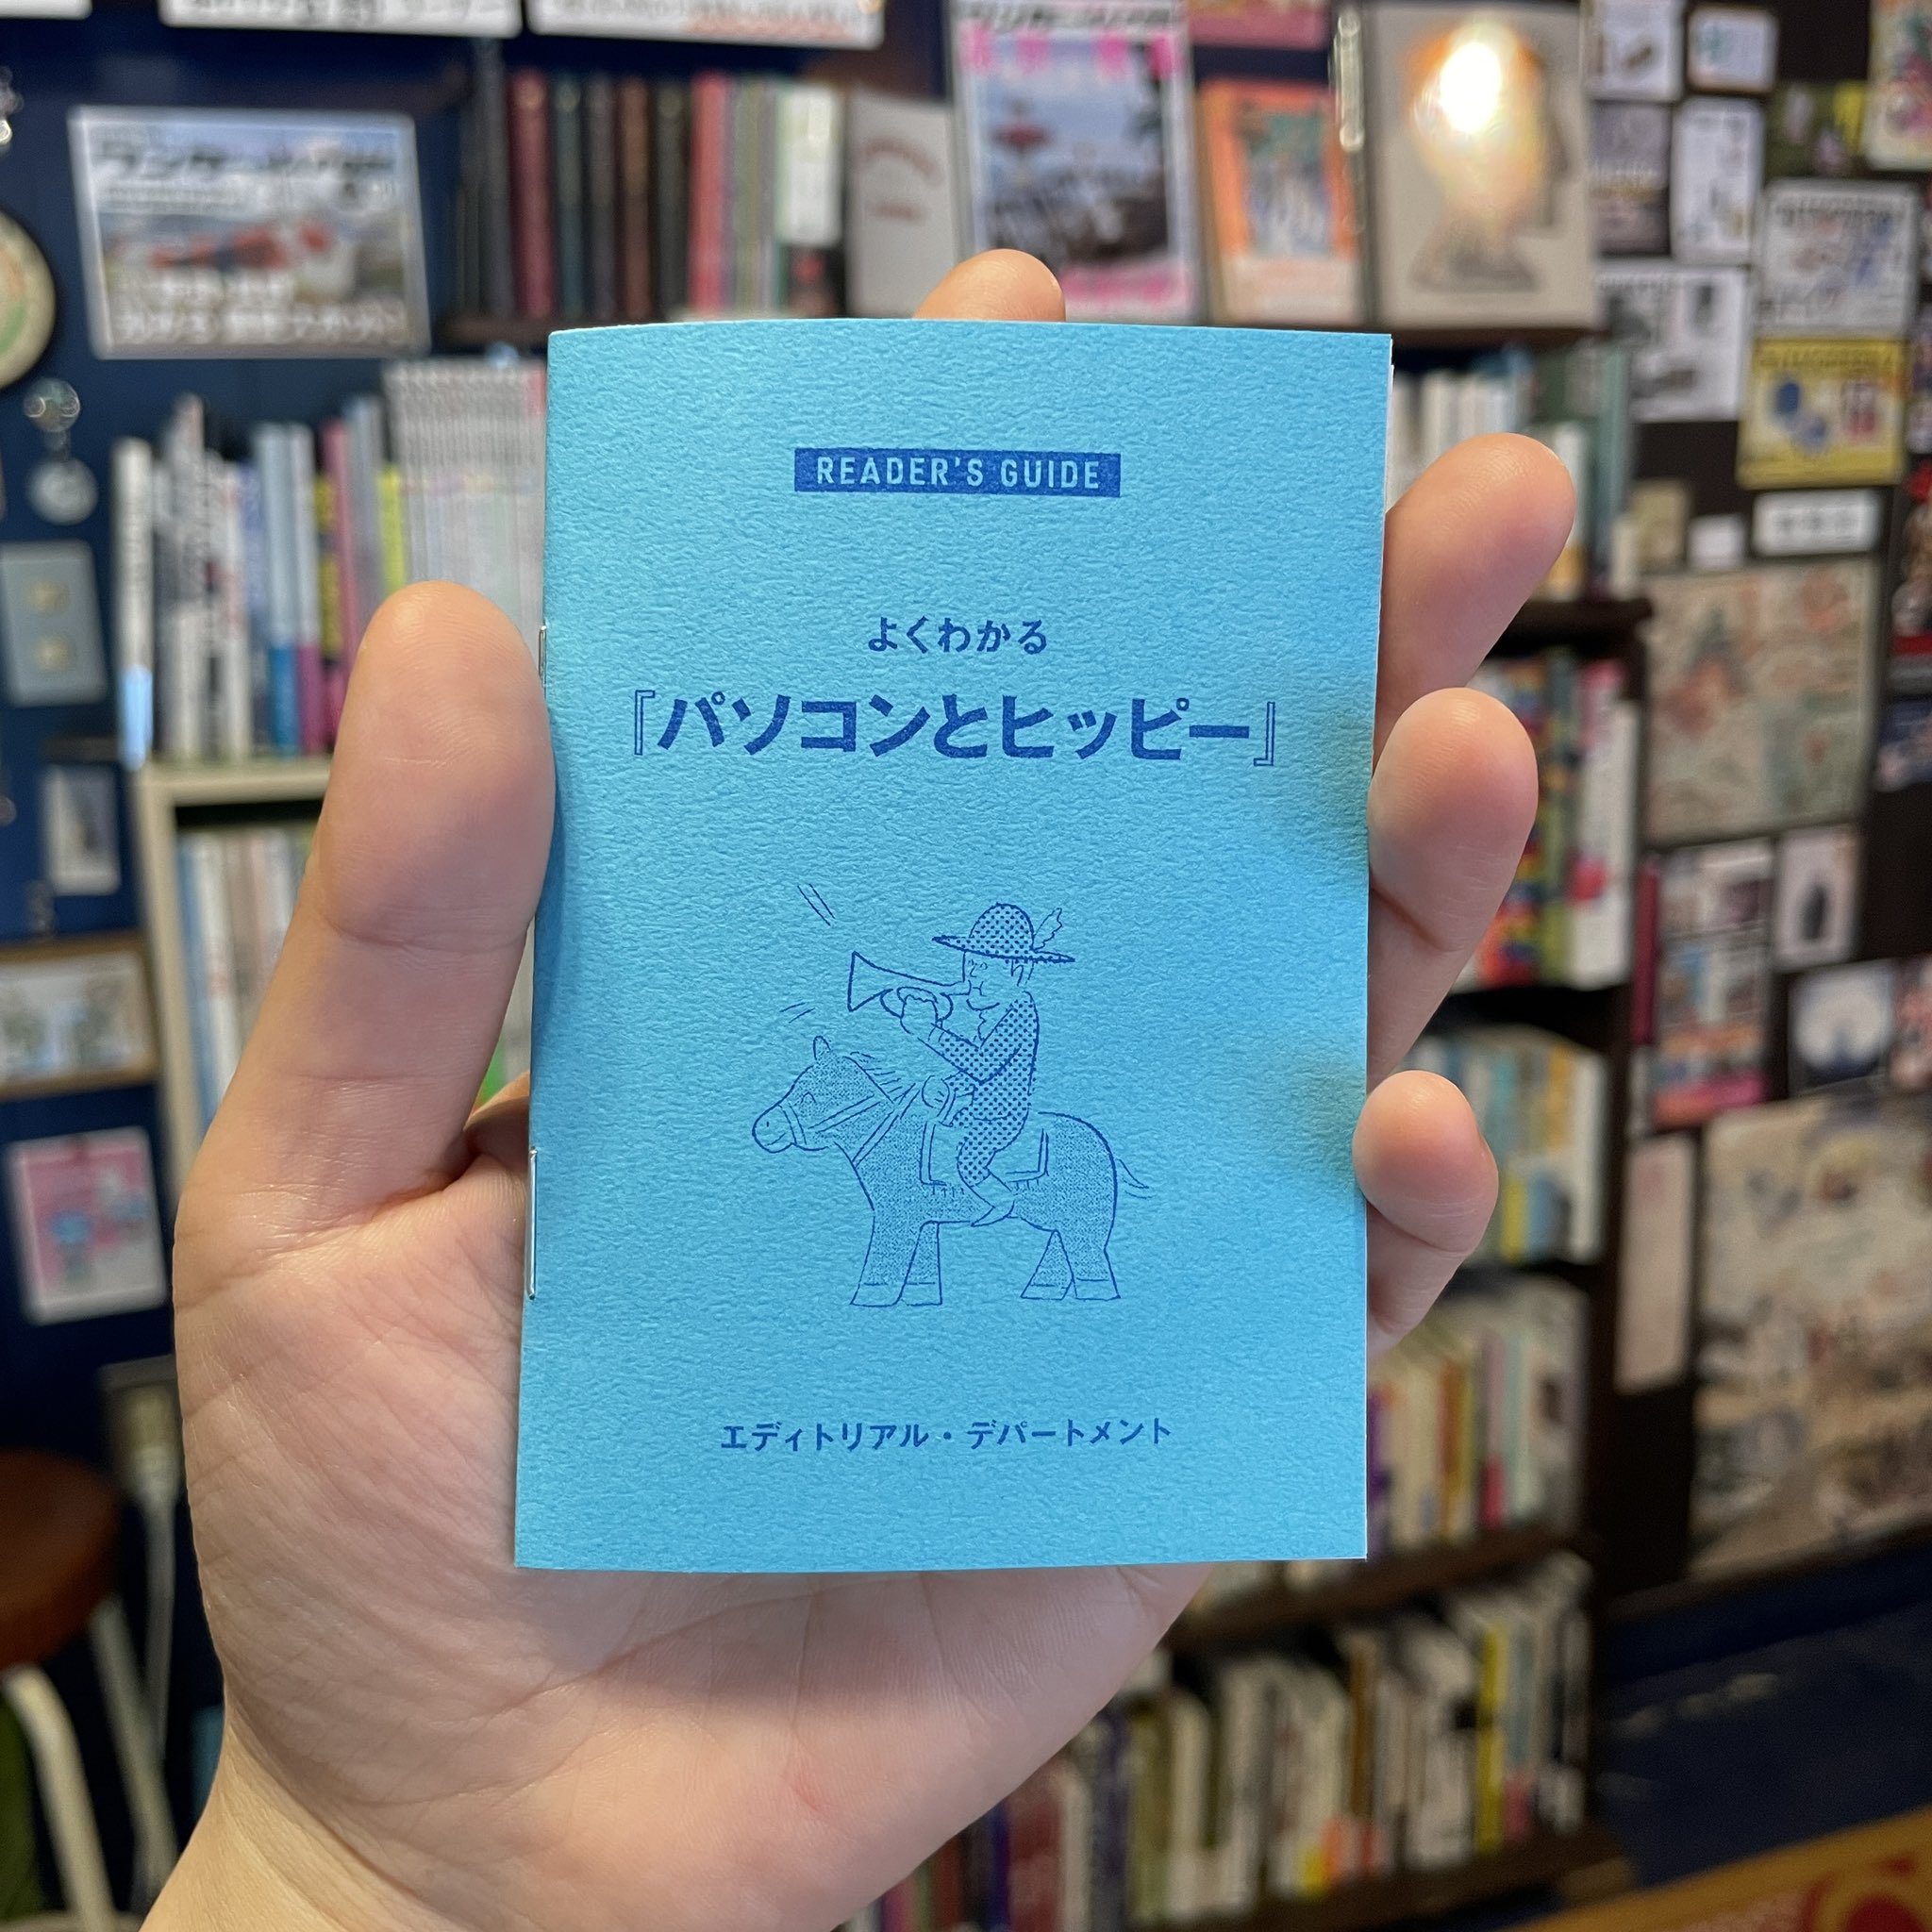 READER'S GUIDE
よくわかる
『パソコンとヒッピー』
エディトリアル・デパートメント